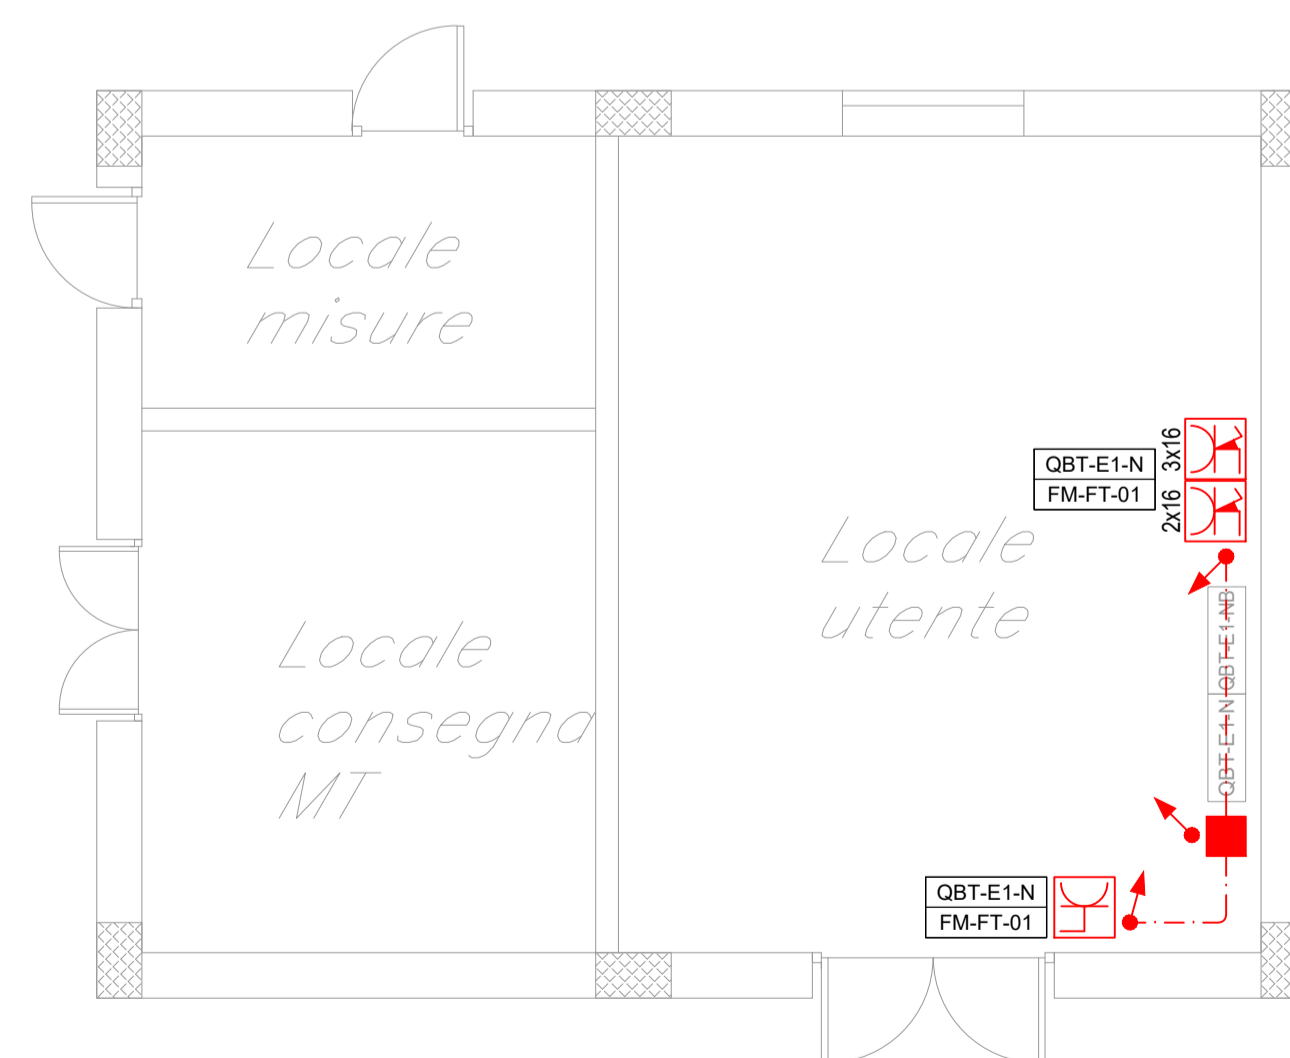 Locale
misure
QBT-E1-N
FM-FT-01
3x16
2x16
Locale
utente
QBT-E1-NB
QBT-E1-N
Locale
consegna
MT
QBT-E1-N
FM-FT-01